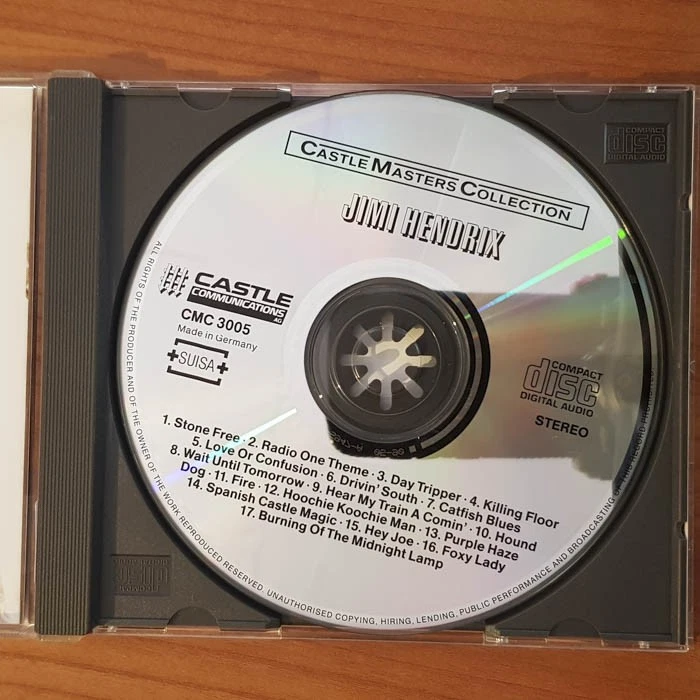 CASTLE MASTERS COLLECTION
JIMI HENDRIX
CASTLE
COMMUNICATIONS
AG
CMC 3005
Made in Germany
SUISA
COMPACT
disc
DIGITAL AUDIO
STEREO
1. Stone Free · 2. Radio One Theme · 3. Day Tripper · 4. Killing Floor
5. Love Or Confusion · 6. Drivin' South · 7. Catfish Blues
8. Wait Until Tomorrow · 9. Hear My Train A Comin' · 10. Hound
Dog · 11. Fire · 12. Hoochie Koochie Man · 13. Purple Haze
14. Spanish Castle Magic · 15. Hey Joe · 16. Foxy Lady
17. Burning Of The Midnight Lamp
ALL RIGHTS OF THE PRODUCER AND OF THE OWNER OF THE WORK REPRODUCED RESERVED. UNAUTHORISED COPYING, HIRING, LENDING, PUBLIC PERFORMANCE AND BROADCASTING OF THIS RECORD PROHIBITED
COMPACT
disc
DIGITAL AUDIO
COMPACT
disc
DIGITAL AUDIO